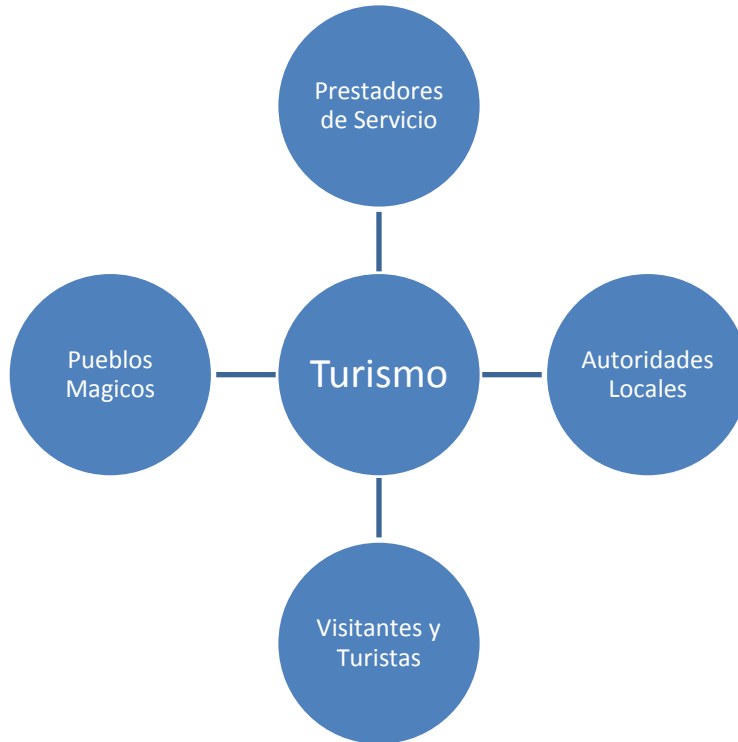 Prestadores
de Servicio
Pueblos
Magicos
Turismo
Autoridades
Locales
Visitantes y
Turistas